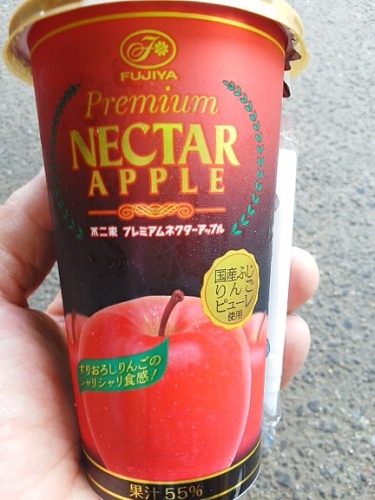 FUJIYA
Premium
NECTAR
APPLE
不二家 プレミアムネクターアップル
国産ふじ
りんご
ピューレ
使用
すりおろしりんごの
シャリシャリ食感!
果汁55%